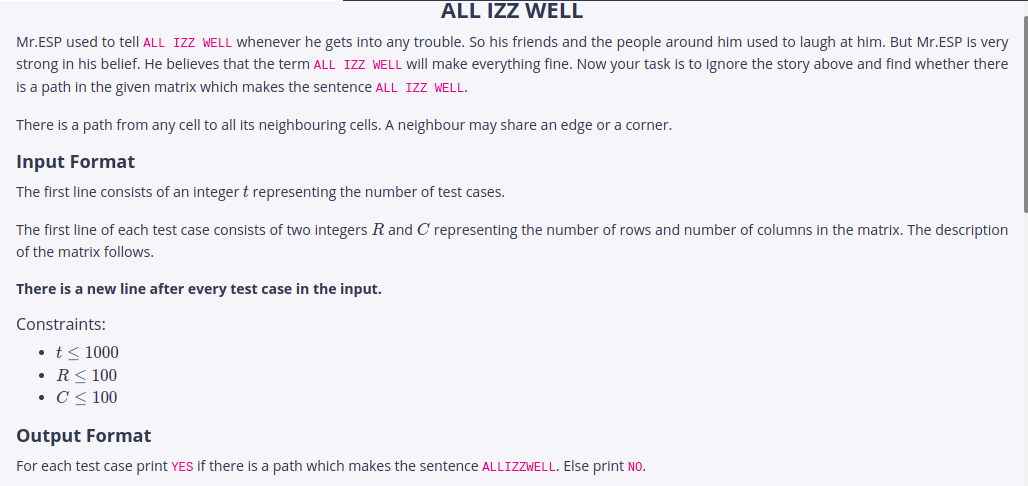 ALL IZZ WELL
Mr.ESP used to tell ALL IZZ WELL whenever he gets into any trouble. So his friends and the people around him used to laugh at him. But Mr.ESP is very
strong in his belief. He believes that the term ALL IZZ WELL will make everything fine. Now your task is to ignore the story above and find whether there
is a path in the given matrix which makes the sentence ALL IZZ WELL.
There is a path from any cell to all its neighbouring cells. A neighbour may share an edge or a corner.
Input Format
The first line consists of an integer t representing the number of test cases.
The first line of each test case consists of two integers R and C representing the number of rows and number of columns in the matrix. The description
of the matrix follows.
There is a new line after every test case in the input.
Constraints:
• t ≤ 1000
• R ≤ 100
• C ≤ 100
Output Format
For each test case print YES if there is a path which makes the sentence ALLIZZWELL. Else print NO.